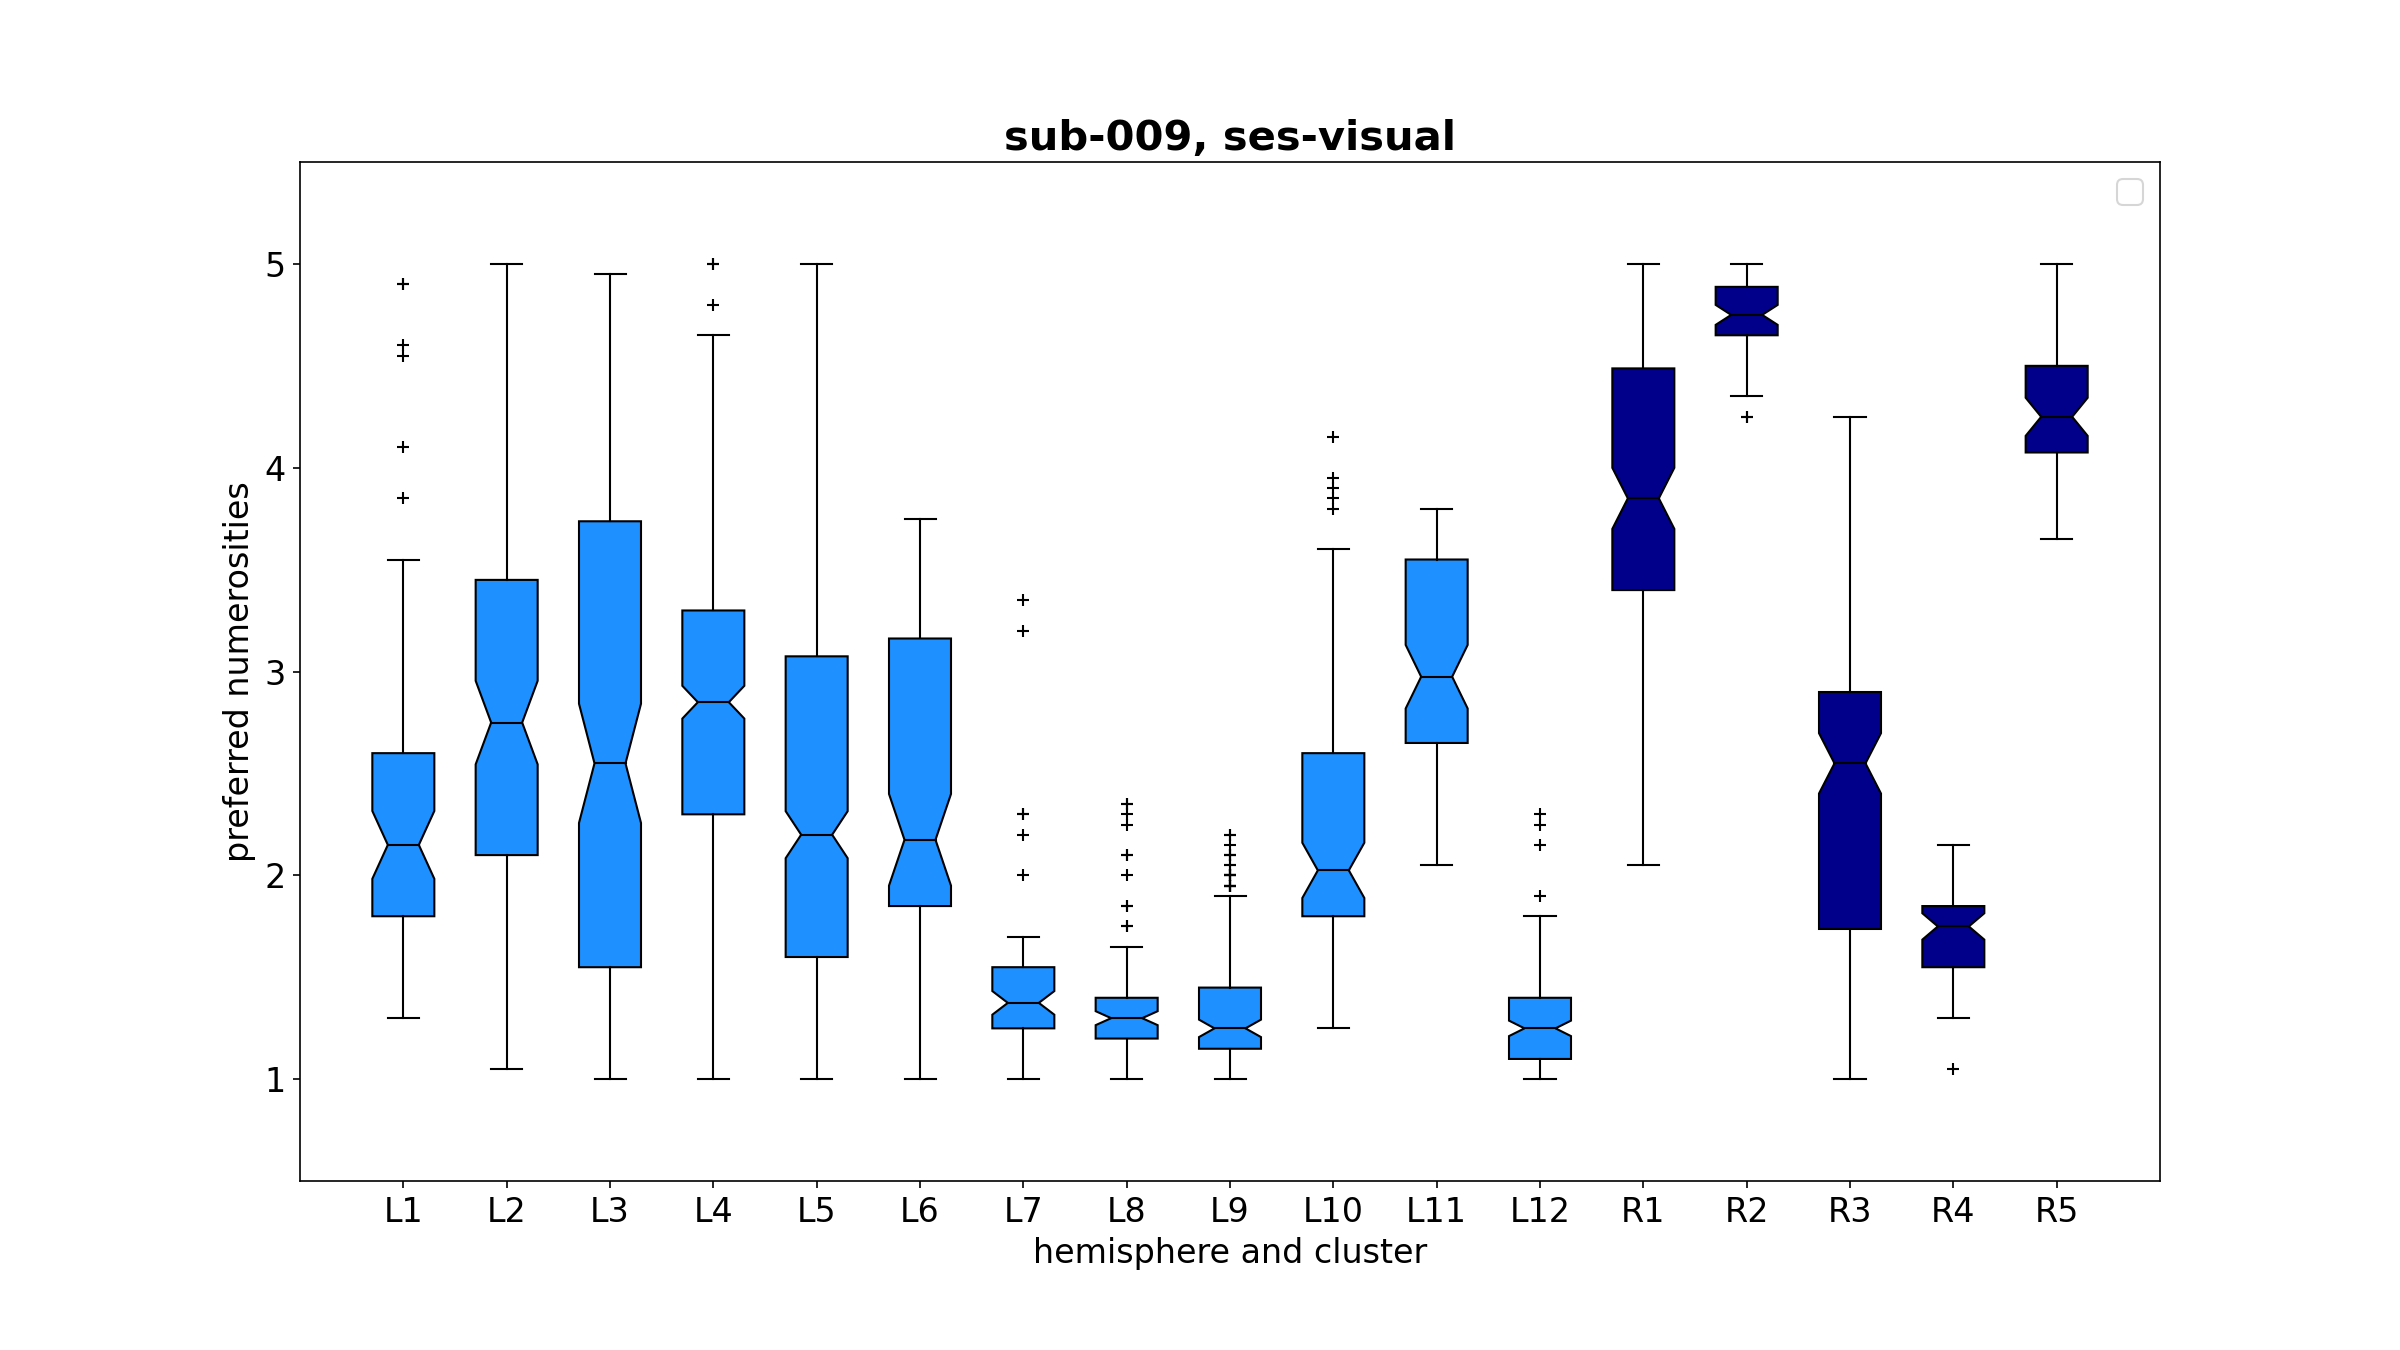 sub-009, ses-visual
preferred numerosities
5
4
3
2
1
L1 L2 L3 L4 L5 L6 L7 L8 L9 L10 L11 L12 R1 R2 R3 R4 R5
hemisphere and cluster